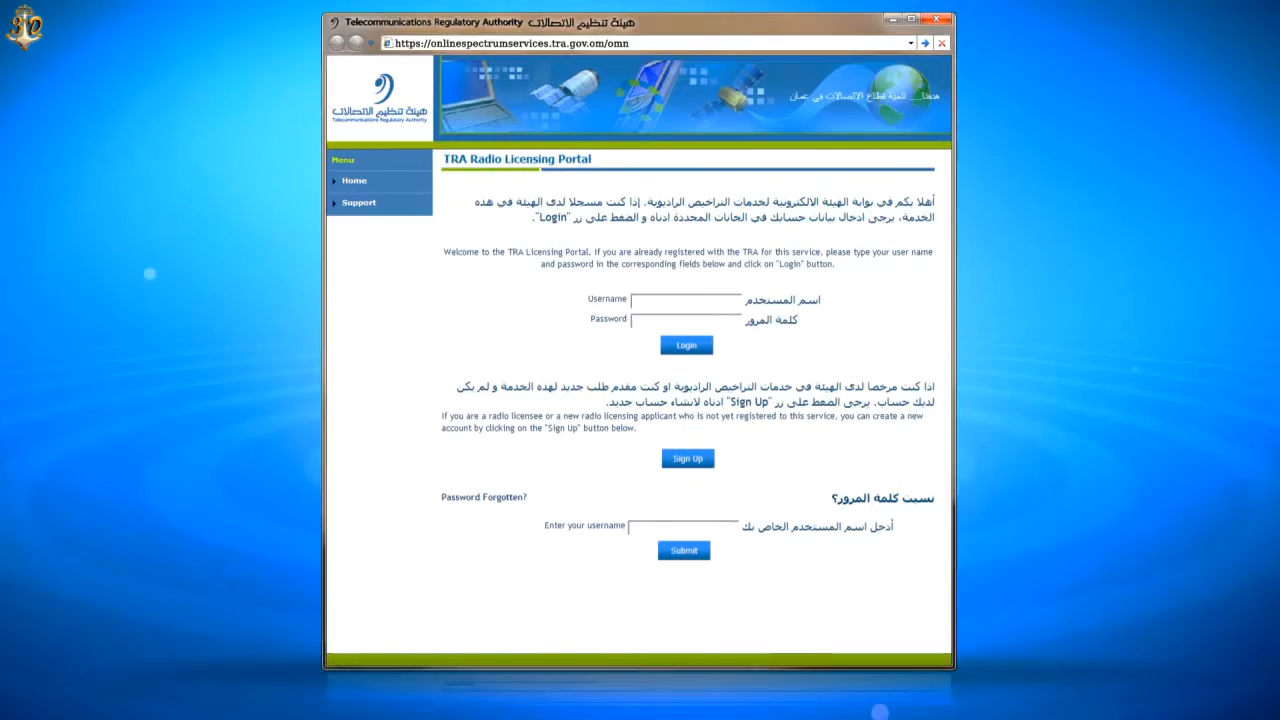 3D
Telecommunications Regulatory Authority هيئة تنظيم الاتصالات
https://onlinespectrumservices.tra.gov.om/omn
هيئة تنظيم الاتصالات
Telecommunications Regulatory Authority
هدفنا.... تنمية قطاع الاتصالات في عمان
Menu
Home
Support
TRA Radio Licensing Portal
أهلا بكم في بوابة الهيئة الالكترونية لخدمات التراخيص الراديوية. إذا كنت مسجلا لدى الهيئة في هذه
الخدمة، يرجى ادخال بيانات حسابك في الخانات المحددة ادناه و الضغط على زر "Login".
Welcome to the TRA Licensing Portal. If you are already registered with the TRA for this service, please type your user name
and password in the corresponding fields below and click on "Login" button.
Username اسم المستخدم
Password كلمة المرور
Login
اذا كنت مرخصا لدى الهيئة في خدمات التراخيص الراديوية او كنت مقدم طلب جديد لهذه الخدمة و لم يكن
لديك حساب. يرجى الضغط على زر "Sign Up" ادناه لانشاء حساب جديد.
If you are a radio licensee or a new radio licensing applicant who is not yet registered to this service, you can create a new
account by clicking on the "Sign Up" button below.
Sign Up
Password Forgotten? نسيت كلمة المرور؟
Enter your username أدخل اسم المستخدم الخاص بك
Submit